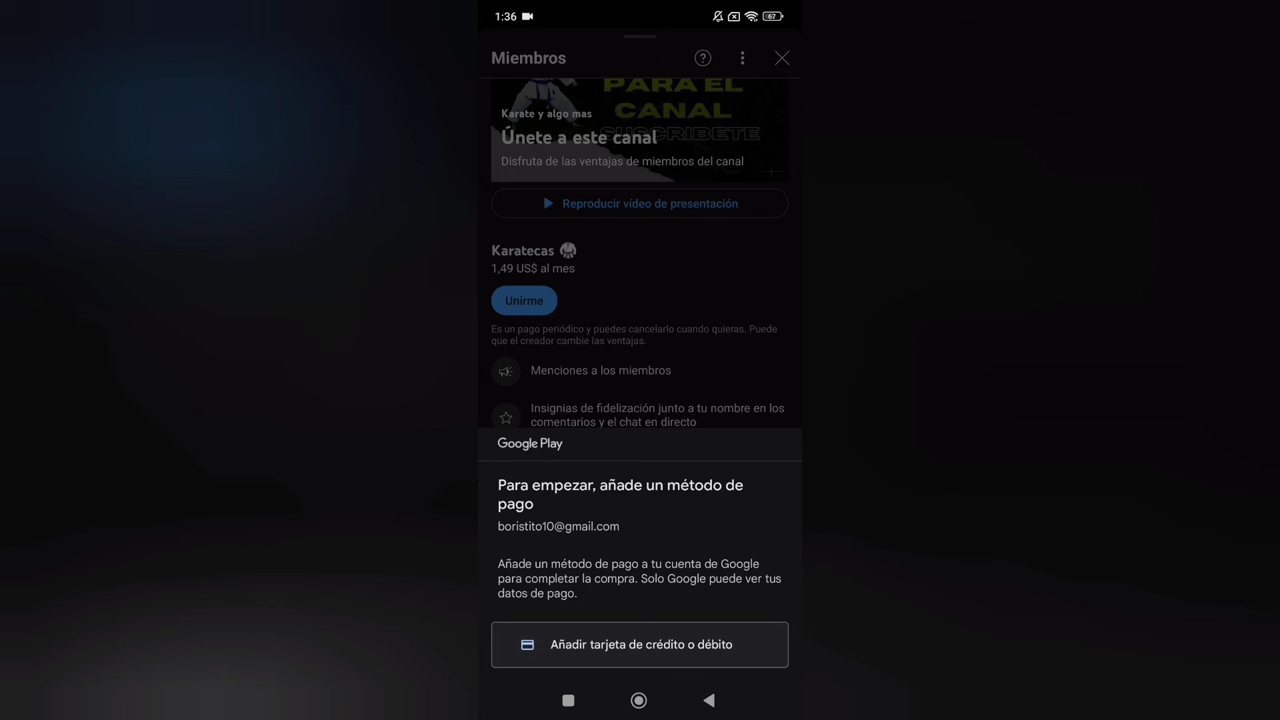 1:36
67
Miembros
PARA EL
Karate y algo mas
CANAL
Únete a este canal
SUSCRIBETE
Disfruta de las ventajas de miembros del canal
Reproducir vídeo de presentación
Karatecas
1,49 US$ al mes
Unirme
Es un pago periódico y puedes cancelarlo cuando quieras. Puede
que el creador cambie las ventajas.
Menciones a los miembros
Insignias de fidelización junto a tu nombre en los
comentarios y el chat en directo
Google Play
Para empezar, añade un método de
pago
boristito10@gmail.com
Añade un método de pago a tu cuenta de Google
para completar la compra. Solo Google puede ver tus
datos de pago.
Añadir tarjeta de crédito o débito